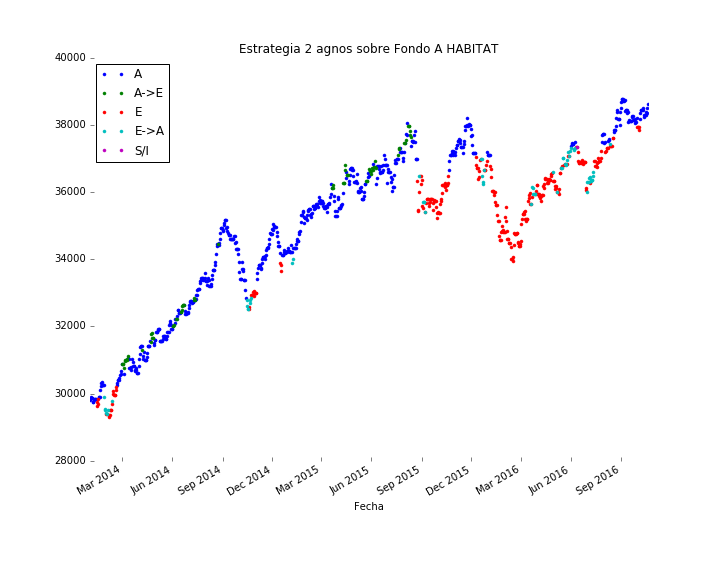 Estrategia 2 agnos sobre Fondo A HABITAT
40000
38000
36000
34000
32000
30000
28000
A
A->E
E
E->A
S/I
Mar 2014
Jun 2014
Sep 2014
Dec 2014
Mar 2015
Jun 2015
Sep 2015
Dec 2015
Mar 2016
Jun 2016
Sep 2016
Fecha